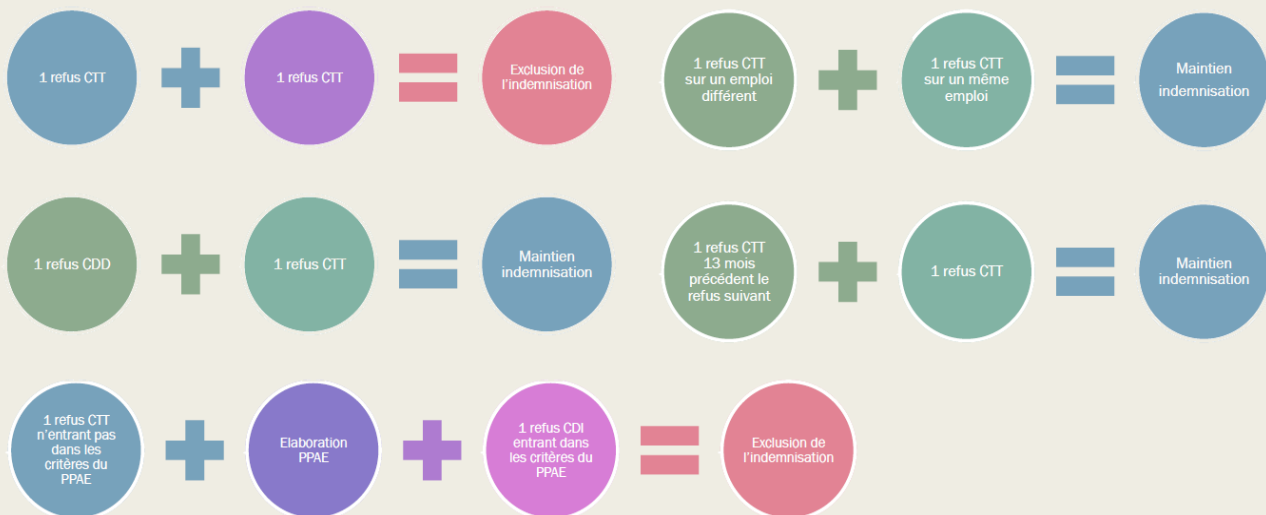 1 refus CTT
1 refus CTT
Exclusion de
l'indemnisation
1 refus CTT
sur un emploi
différent
1 refus CTT
sur un même
emploi
Maintien
indemnisation
1 refus CDD
1 refus CTT
Maintien
indemnisation
1 refus CTT
13 mois
précédent le
refus suivant
1 refus CTT
Maintien
indemnisation
1 refus CTT
n'entrant pas
dans les
critères du
PPAE
Elaboration
PPAE
1 refus CDI
entrant dans
les critères du
PPAE
Exclusion de
l'indemnisation